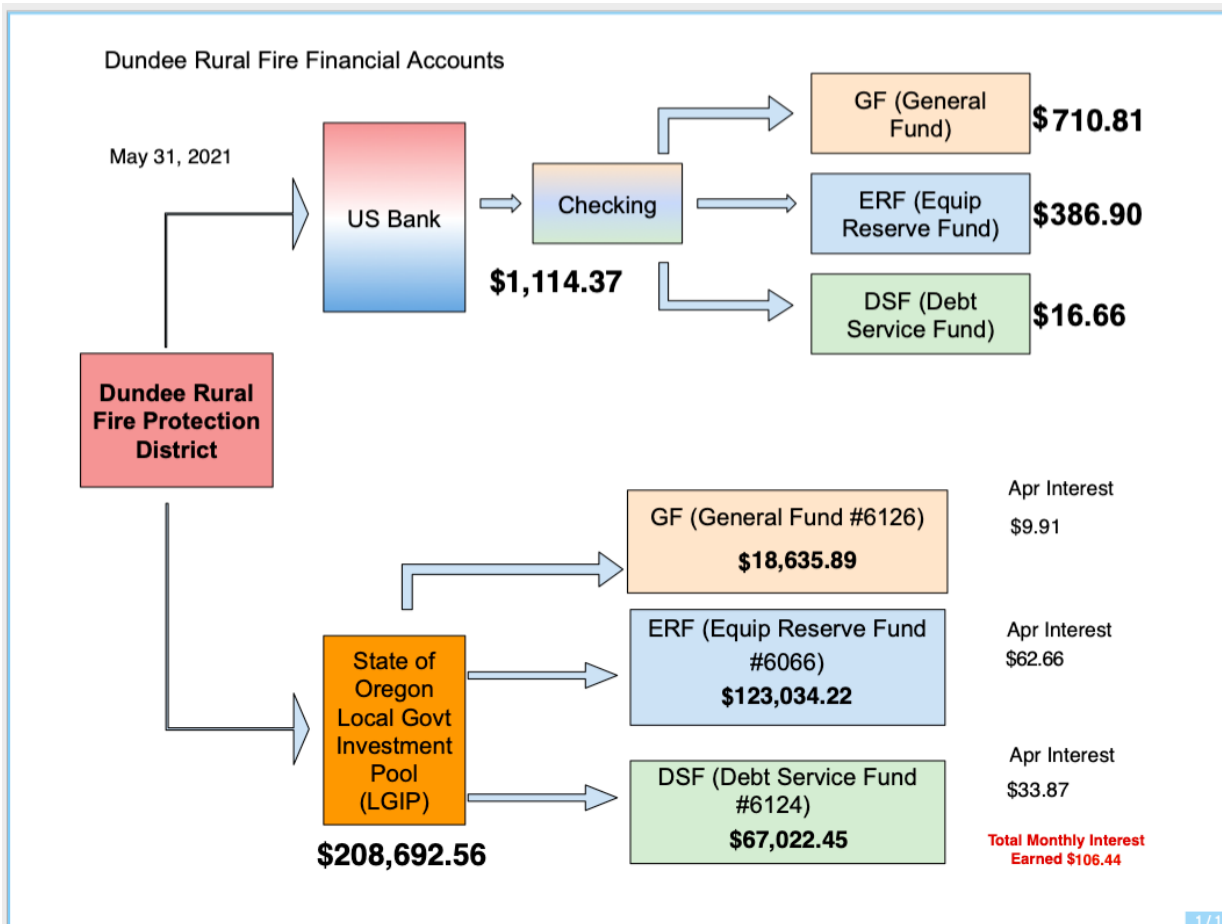 Dundee Rural Fire Financial Accounts
May 31, 2021
US Bank
Checking
$1,114.37
GF (General
Fund)
$710.81
ERF (Equip
Reserve Fund)
$386.90
DSF (Debt
Service Fund)
$16.66
Dundee Rural
Fire Protection
District
State of
Oregon
Local Govt
Investment
Pool
(LGIP)
$208,692.56
GF (General Fund #6126)
$18,635.89
Apr Interest
$9.91
ERF (Equip Reserve Fund
#6066)
$123,034.22
Apr Interest
$62.66
DSF (Debt Service Fund
#6124)
$67,022.45
Apr Interest
$33.87
Total Monthly Interest
Earned $106.44
1/1